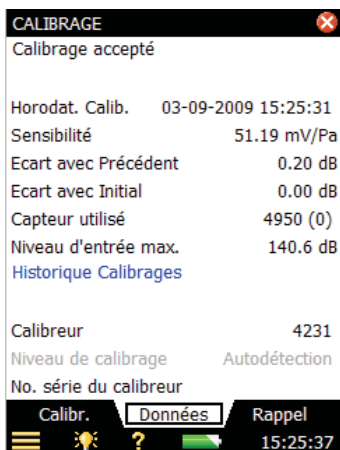 CALIBRAGE
Calibrage accepté
Horodat. Calib. 03-09-2009 15:25:31
Sensibilité 51.19 mV/Pa
Ecart avec Précédent 0.20 dB
Ecart avec Initial 0.00 dB
Capteur utilisé 4950 (0)
Niveau d'entrée max. 140.6 dB
Historique Calibrages
Calibreur 4231
Niveau de calibrage Autodétection
No. série du calibreur
Calibr. Données Rappel
? 15:25:37